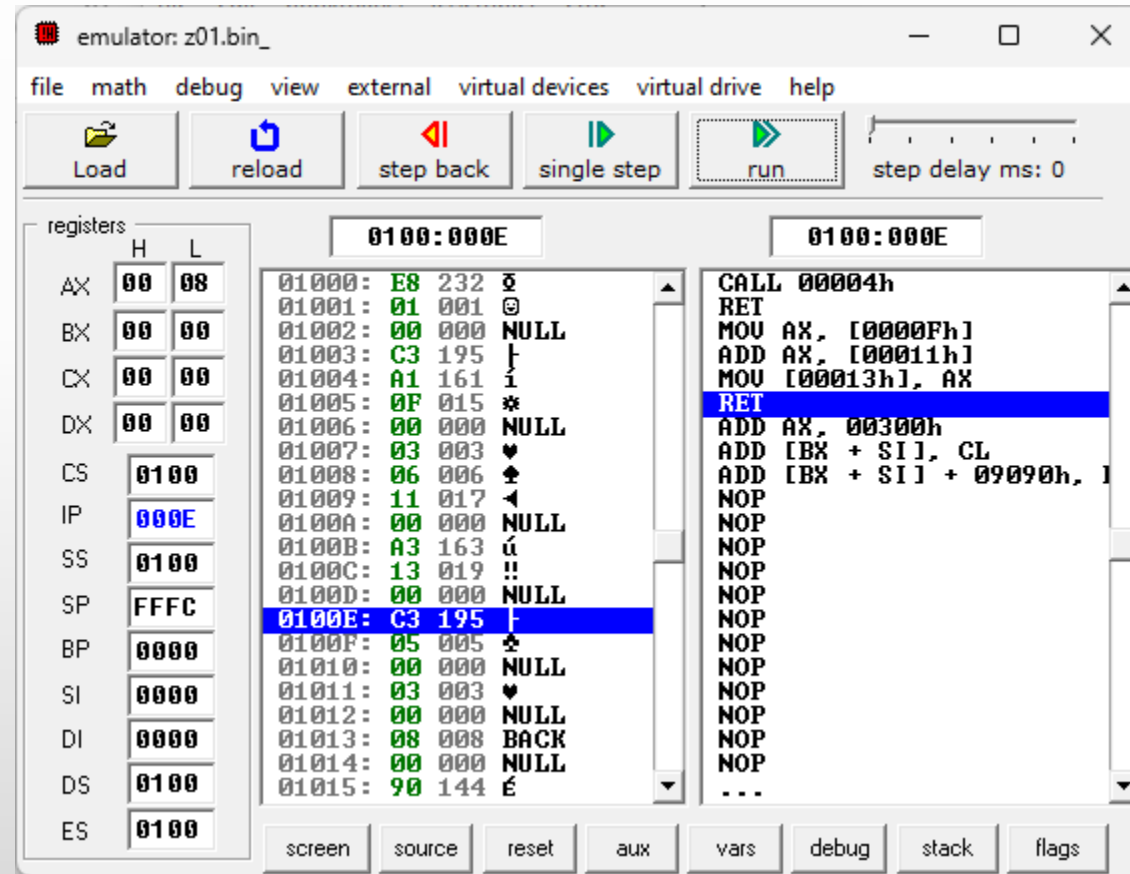 emulator: z01.bin_
file math debug view external virtual devices virtual drive help
Load reload step back single step run step delay ms: 0
registers
H L
0100:000E 0100:000E
AX 00 08
BX 00 00
CX 00 00
DX 00 00
CS 0100
IP 000E
SS 0100
SP FFFC
BP 0000
SI 0000
DI 0000
DS 0100
ES 0100
01000: E8 232 Φ
01001: 01 001 ☺
01002: 00 000 NULL
01003: C3 195 ├
01004: A1 161 í
01005: 0F 015 ☼
01006: 00 000 NULL
01007: 03 003 ♥
01008: 06 006 ♠
01009: 11 017 ◄
0100A: 00 000 NULL
0100B: A3 163 ú
0100C: 13 019 ‼
0100D: 00 000 NULL
0100E: C3 195 ├
0100F: 05 005 ♣
01010: 00 000 NULL
01011: 03 003 ♥
01012: 00 000 NULL
01013: 08 008 BACK
01014: 00 000 NULL
01015: 90 144 É
CALL 00004h
RET
MOV AX, [0000Fh]
ADD AX, [00011h]
MOV [00013h], AX
RET
ADD AX, 00300h
ADD [BX + SI], CL
ADD [BX + SI] + 09090h,
NOP
NOP
NOP
NOP
NOP
NOP
NOP
NOP
NOP
NOP
NOP
NOP
...
screen source reset aux vars debug stack flags